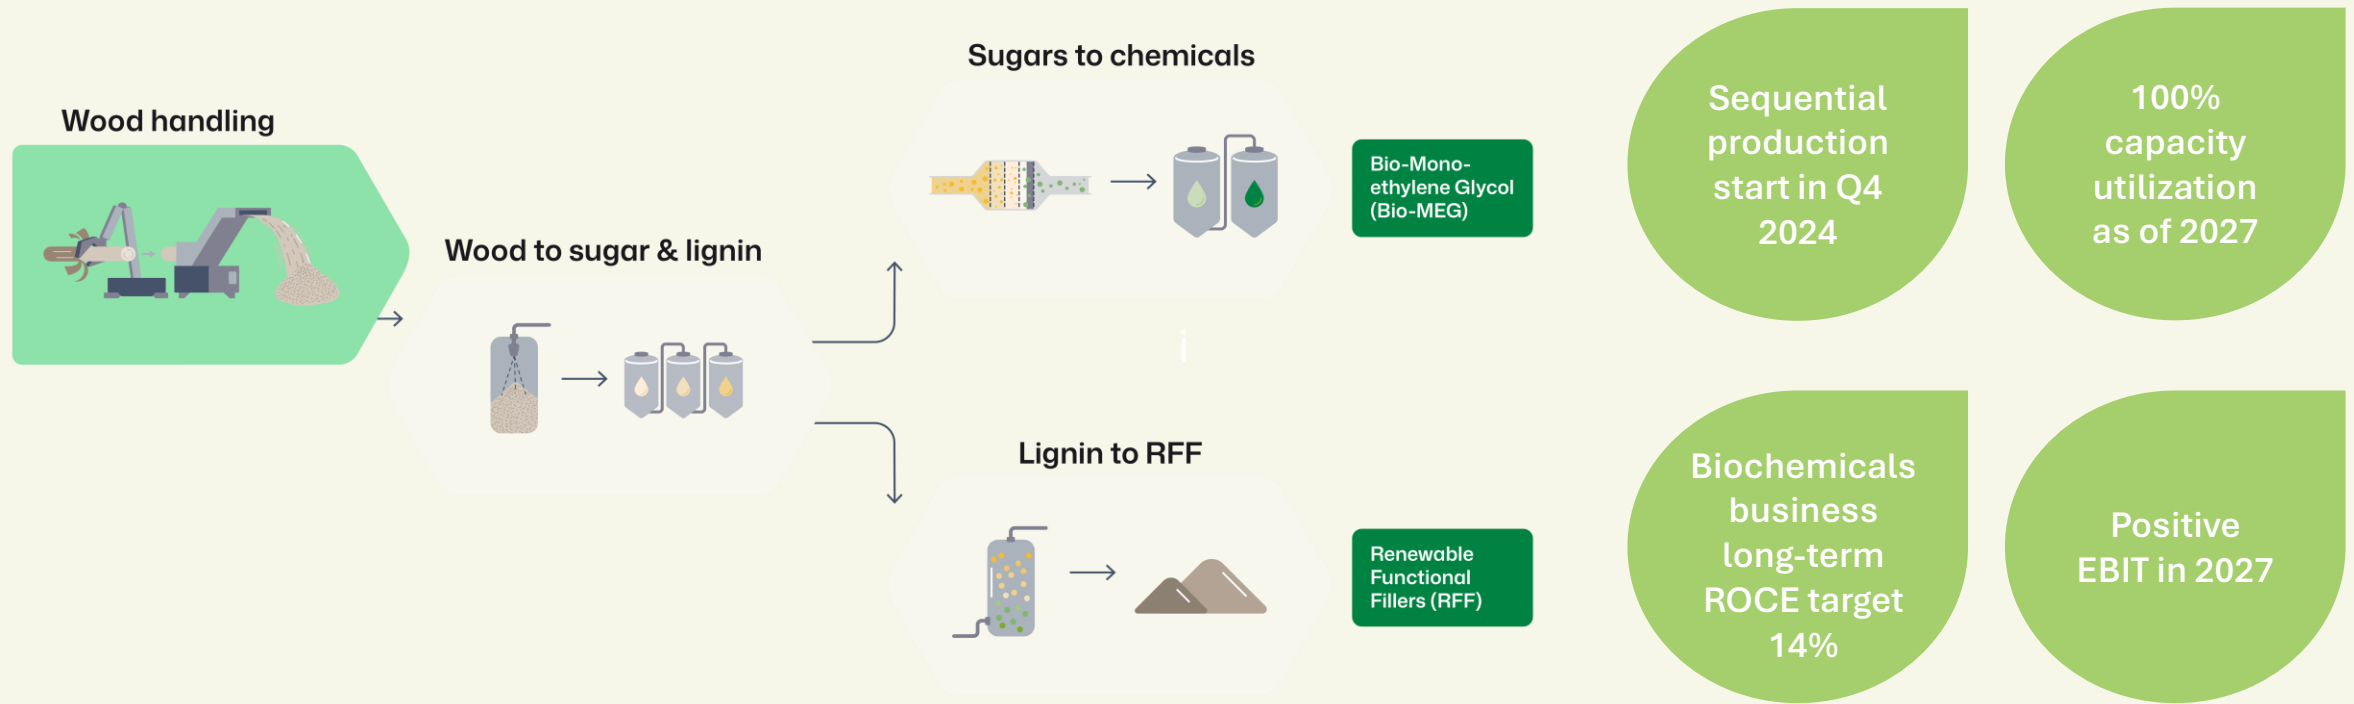 Wood handling
Wood to sugar & lignin
Sugars to chemicals
Bio-Mono-
ethylene Glycol
(Bio-MEG)
i
Lignin to RFF
Renewable
Functional
Fillers (RFF)
Sequential
production
start in Q4
2024
100%
capacity
utilization
as of 2027
Biochemicals
business
long-term
ROCE target
14%
Positive
EBIT in 2027